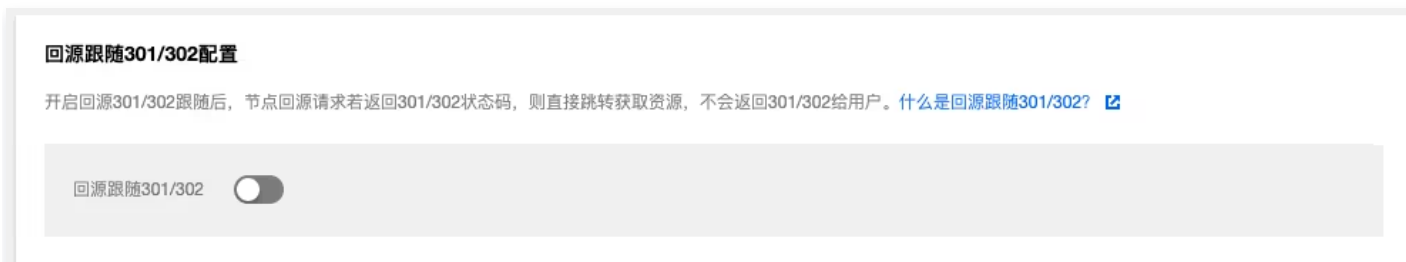 回源跟随301/302配置
开启回源301/302跟随后，节点回源请求若返回301/302状态码，则直接跳转获取资源，不会返回301/302给用户。什么是回源跟随301/302?
回源跟随301/302